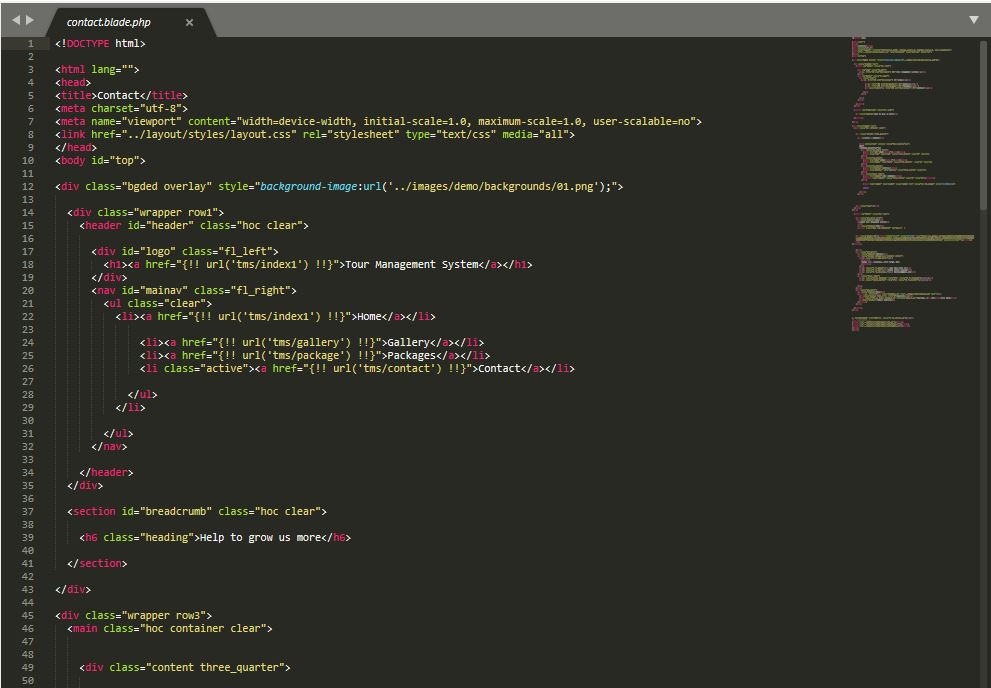 contact.blade.php
1 <!DOCTYPE html>
2
3 <html lang="">
4 <head>
5 <title>Contact</title>
6 <meta charset="utf-8">
7 <meta name="viewport" content="width=device-width, initial-scale=1.0, maximum-scale=1.0, user-scalable=no">
8 <link href="../layout/styles/layout.css" rel="stylesheet" type="text/css" media="all">
9 </head>
10 <body id="top">
11
12 <div class="bgded overlay" style="background-image:url('../images/demo/backgrounds/01.png');">
13
14 <div class="wrapper row1">
15 <header id="header" class="hoc clear">
16
17 <div id="logo" class="fl_left">
18 <h1><a href="{!! url('tms/index1') !!}">Tour Management System</a></h1>
19 </div>
20 <nav id="mainav" class="fl_right">
21 <ul class="clear">
22 <li><a href="{!! url('tms/index1') !!}">Home</a></li>
23
24 <li><a href="{!! url('tms/gallery') !!}">Gallery</a></li>
25 <li><a href="{!! url('tms/package') !!}">Packages</a></li>
26 <li class="active"><a href="{!! url('tms/contact') !!}">Contact</a></li>
27
28 </ul>
29 </li>
30
31 </ul>
32 </nav>
33
34 </header>
35 </div>
36
37 <section id="breadcrumb" class="hoc clear">
38
39 <h6 class="heading">Help to grow us more</h6>
40
41 </section>
42
43 </div>
44
45 <div class="wrapper row3">
46 <main class="hoc container clear">
47
48
49 <div class="content three_quarter">
50